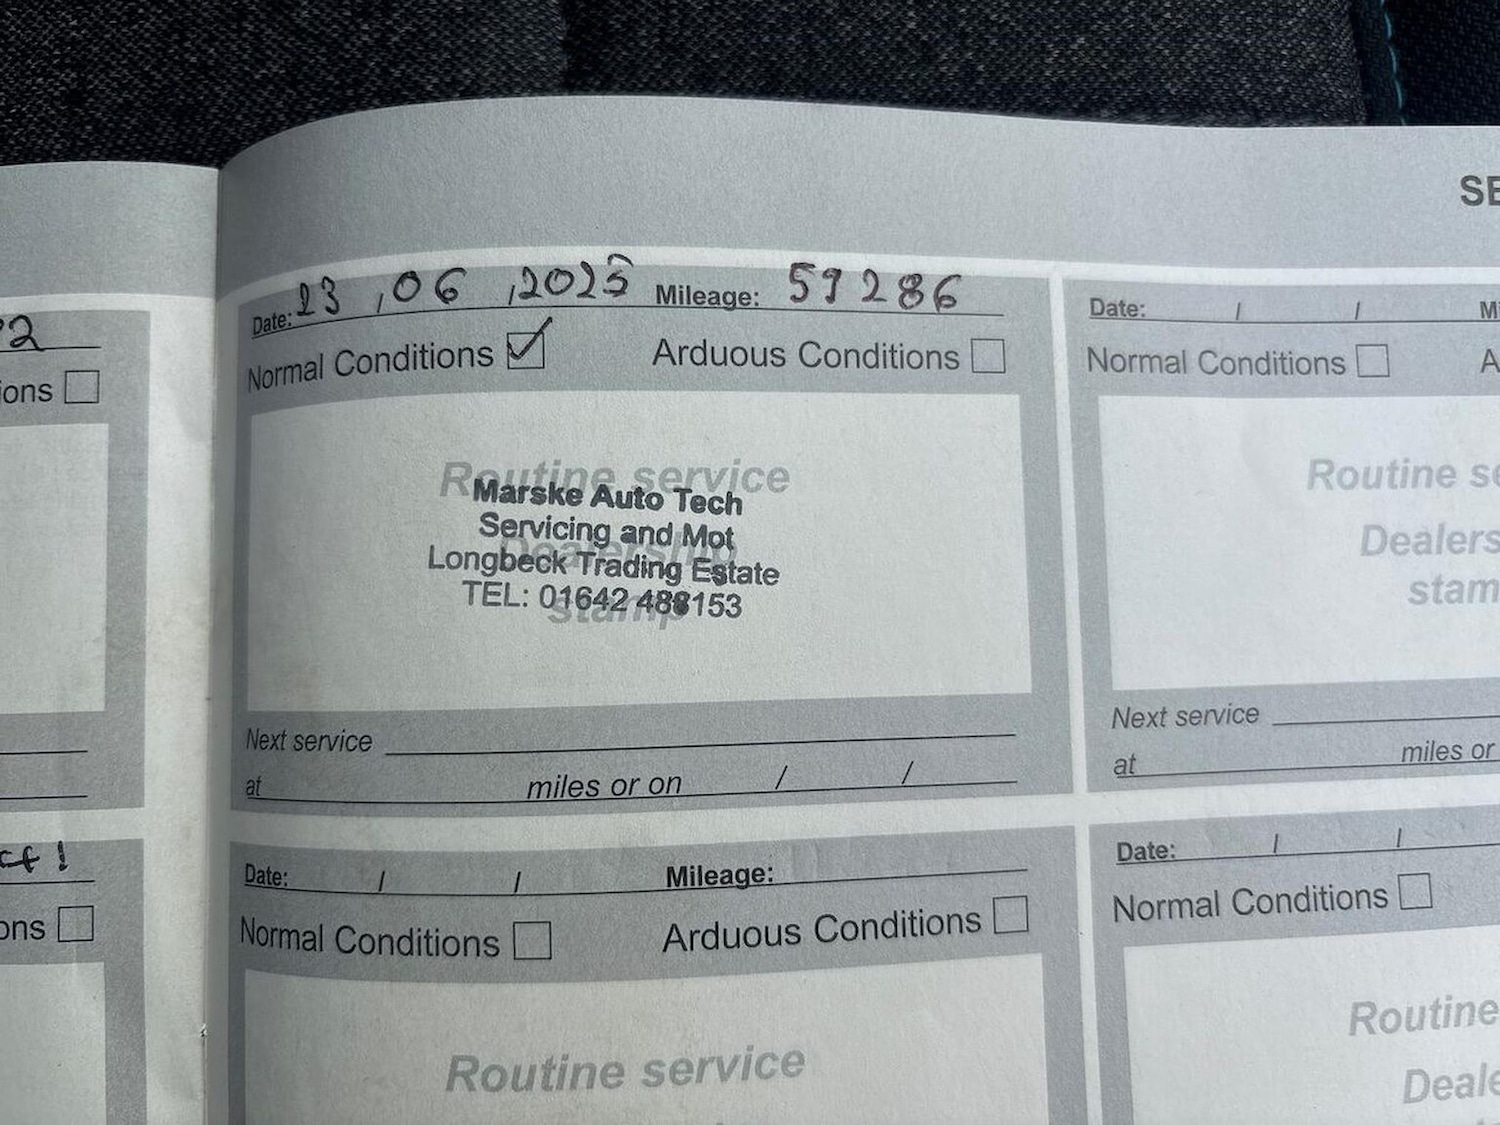 SE
Date: 23 , 06 , 2025 Mileage: 59286
Normal Conditions ☑ Arduous Conditions ☐
Routine service
Dealership
stamp
Marske Auto Tech
Servicing and Mot
Longbeck Trading Estate
TEL: 01642 488153
Next service
at miles or on / /
Date: / / M
Normal Conditions ☐ A
Routine se
Dealers
stam
Next service
at miles or
Date: / / Mileage:
Normal Conditions ☐ Arduous Conditions ☐
Routine service
Date: / /
Normal Conditions ☐
Routine
Deale
2
ions ☐
ons ☐